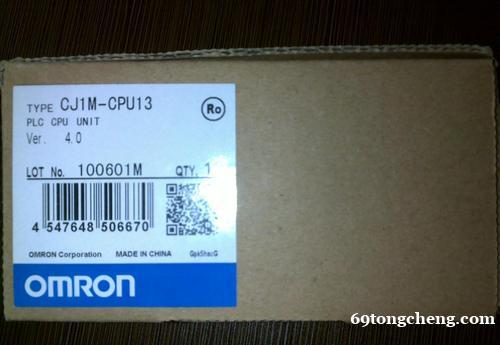 TYPE CJ1M-CPU13
Ro
PLC CPU UNIT
Ver. 4.0
LOT No. 100601M QTY. 1
4 547648 506670
OMRON Corporation MADE IN CHINA
OMRON
69tongcheng.com